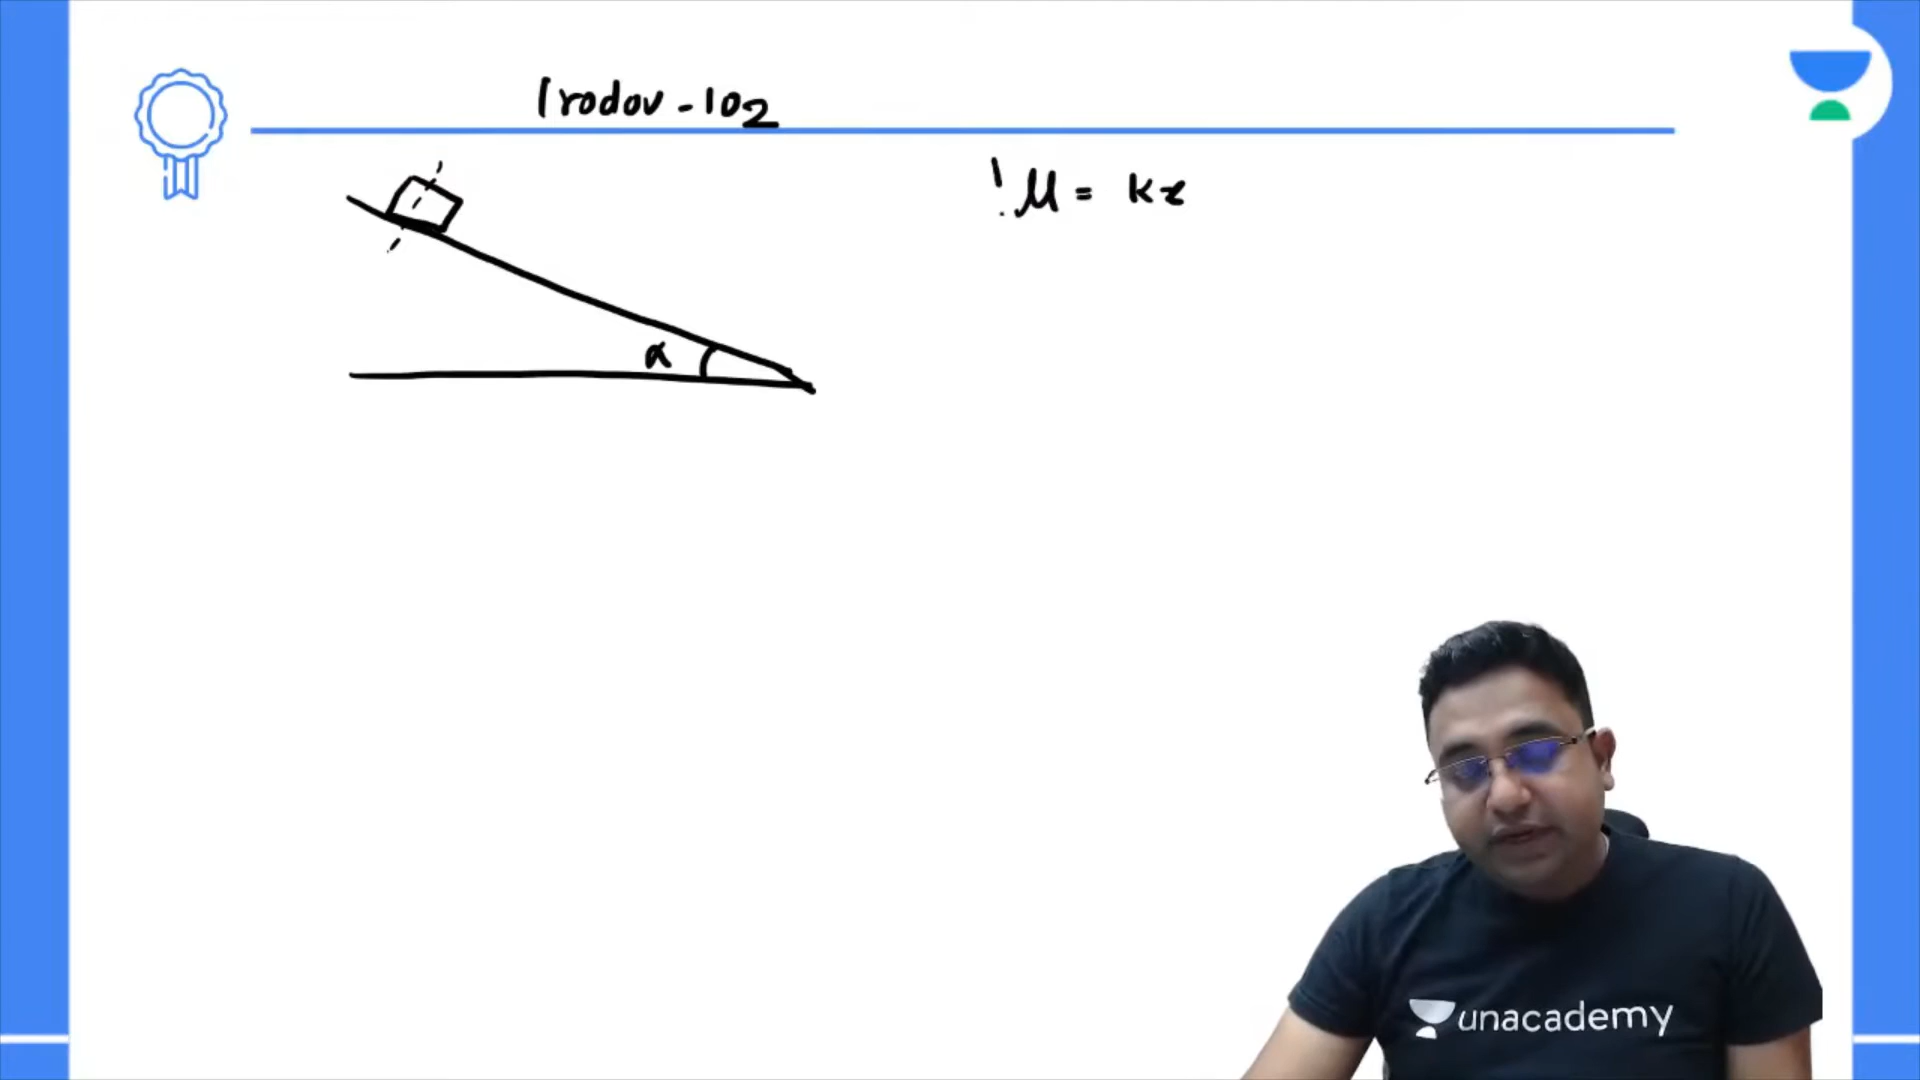 Irodov - 102
! μ = kx
α
unacademy